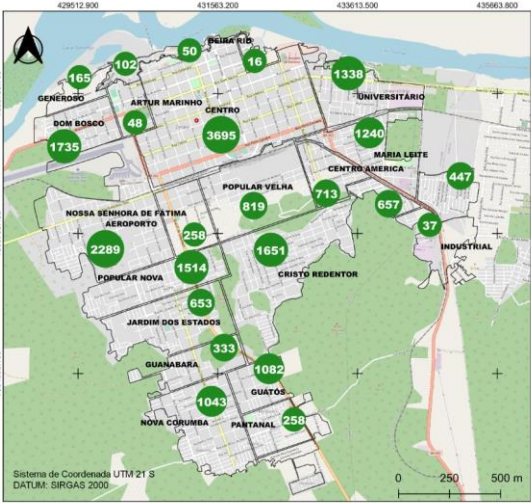 429512.900 431563.200 433613.500 435663.800
BEIRA RIO
50
102
16
165
1338
GENEROSO
ARTUR MARINHO
UNIVERSITÁRIO
CENTRO
DOM BOSCO
48
3695
1240
1735
MARIA LEITE
CENTRO AMERICA
447
POPULAR VELHA
713
657
819
NOSSA SENHORA DE FÁTIMA
AEROPORTO
37
258
2289
1651
INDUSTRIAL
1514
CRISTO REDENTOR
POPULAR NOVA
653
JARDIM DOS ESTADOS
333
GUANABARA
1082
GUATÓS
1043
258
NOVA CORUMBA
PANTANAL
Sistema de Coordenada UTM 21 S
DATUM: SIRGAS 2000
0 250 500 m